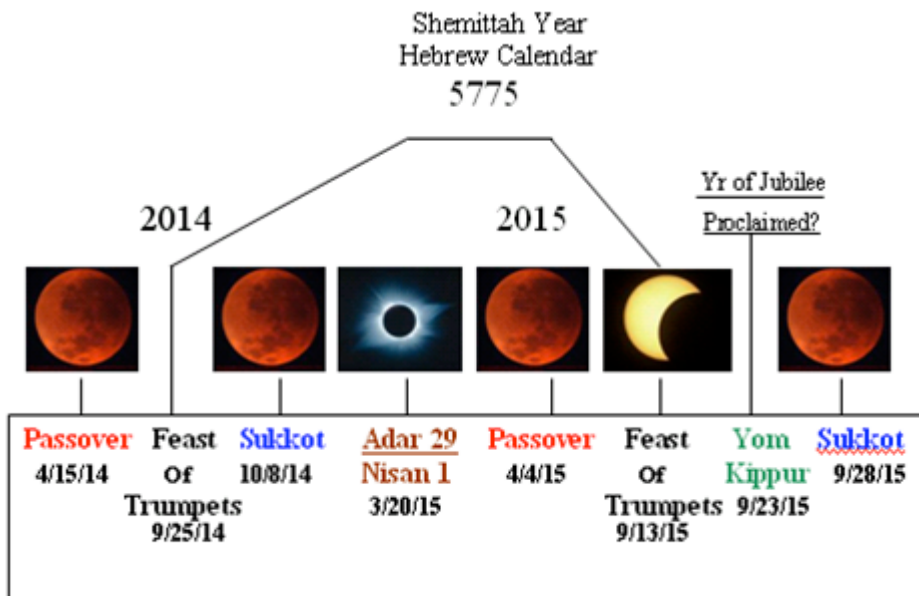 Shemittah Year
Hebrew Calendar
5775
Yr of Jubilee
Proclaimed?
2014
2015
Passover
4/15/14
Feast
Of
Trumpets
9/25/14
Sukkot
10/8/14
Adar 29
Nisan 1
3/20/15
Passover
4/4/15
Feast
Of
Trumpets
9/13/15
Yom
Kippur
9/23/15
Sukkot
9/28/15